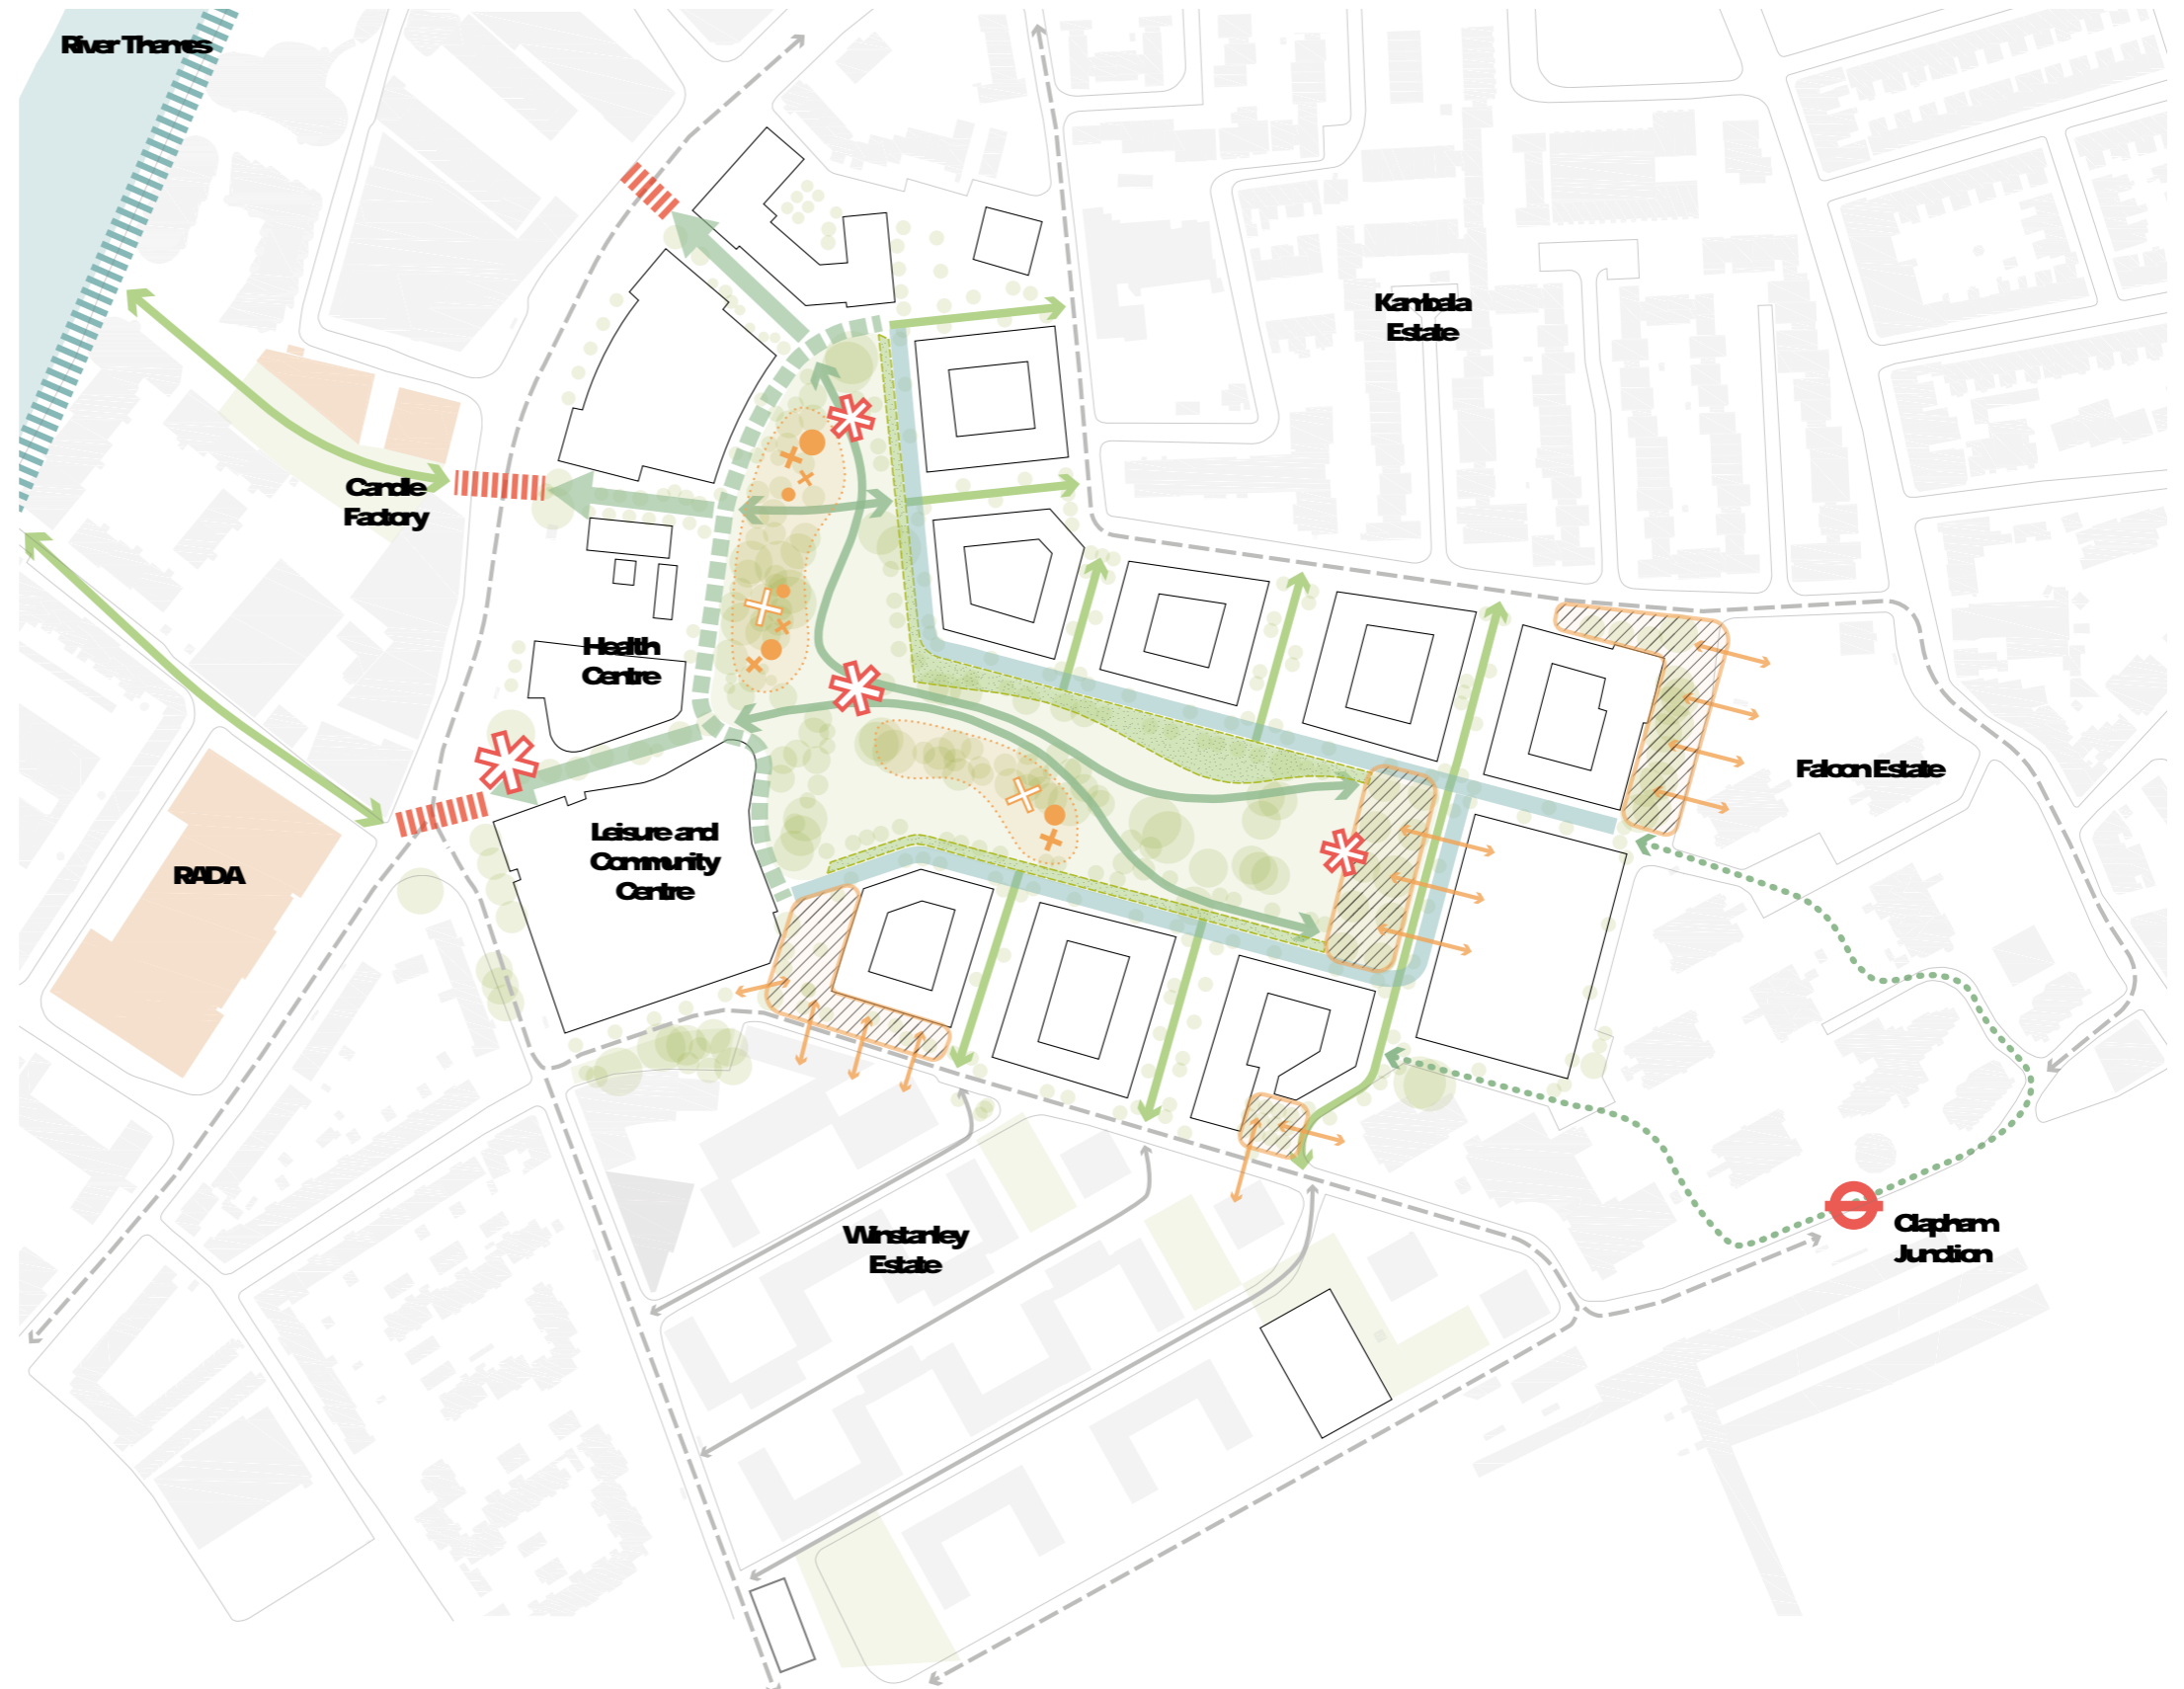 River Thames
Kambala
Estate
Candle
Factory
Health
Centre
Falcon Estate
Leisure and
Community
Centre
RADA
Winstanley
Estate
Clapham
Junction